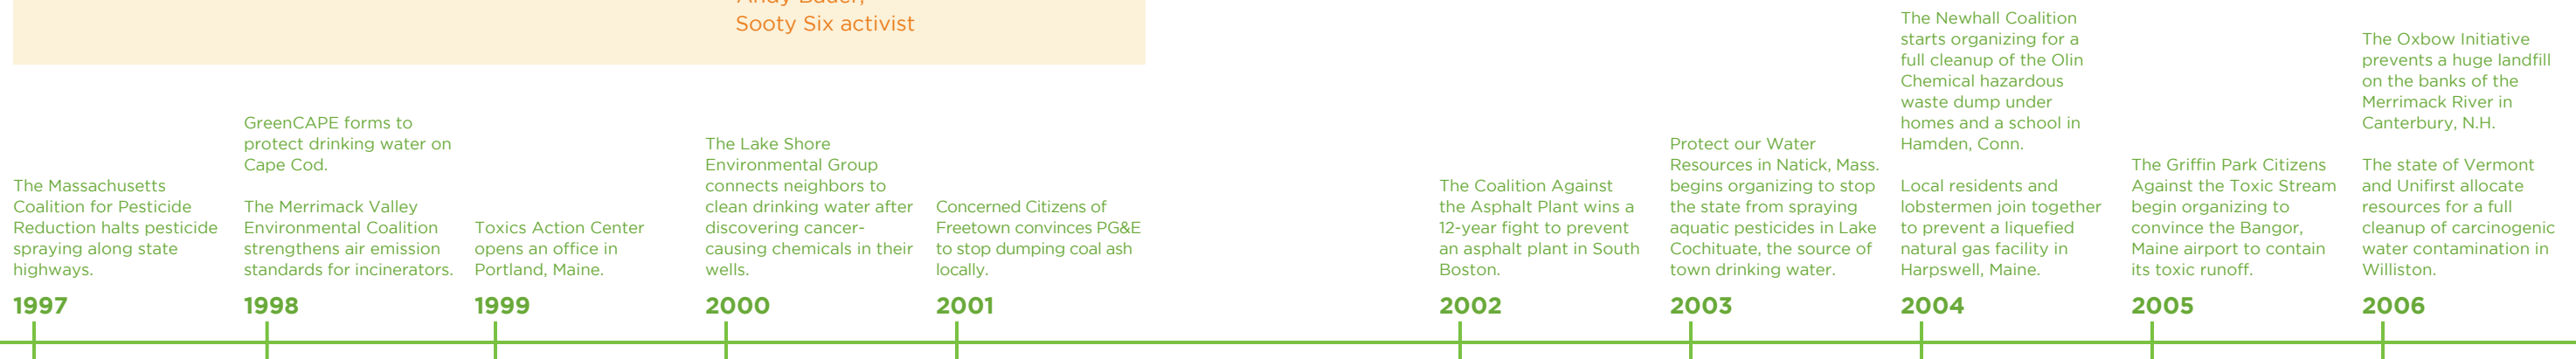 Andy Bauer,
Sooty Six activist
The Massachusetts
Coalition for Pesticide
Reduction halts pesticide
spraying along state
highways.
1997
GreenCAPE forms to
protect drinking water on
Cape Cod.
The Merrimack Valley
Environmental Coalition
strengthens air emission
standards for incinerators.
1998
Toxics Action Center
opens an office in
Portland, Maine.
1999
The Lake Shore
Environmental Group
connects neighbors to
clean drinking water after
discovering cancer-
causing chemicals in their
wells.
2000
Concerned Citizens of
Freetown convinces PG&E
to stop dumping coal ash
locally.
2001
The Coalition Against
the Asphalt Plant wins a
12-year fight to prevent
an asphalt plant in South
Boston.
2002
Protect our Water
Resources in Natick, Mass.
begins organizing to stop
the state from spraying
aquatic pesticides in Lake
Cochituate, the source of
town drinking water.
2003
The Newhall Coalition
starts organizing for a
full cleanup of the Olin
Chemical hazardous
waste dump under
homes and a school in
Hamden, Conn.
Local residents and
lobstermen join together
to prevent a liquefied
natural gas facility in
Harpswell, Maine.
2004
The Griffin Park Citizens
Against the Toxic Stream
begin organizing to
convince the Bangor,
Maine airport to contain
its toxic runoff.
2005
The Oxbow Initiative
prevents a huge landfill
on the banks of the
Merrimack River in
Canterbury, N.H.
The state of Vermont
and Unifirst allocate
resources for a full
cleanup of carcinogenic
water contamination in
Williston.
2006